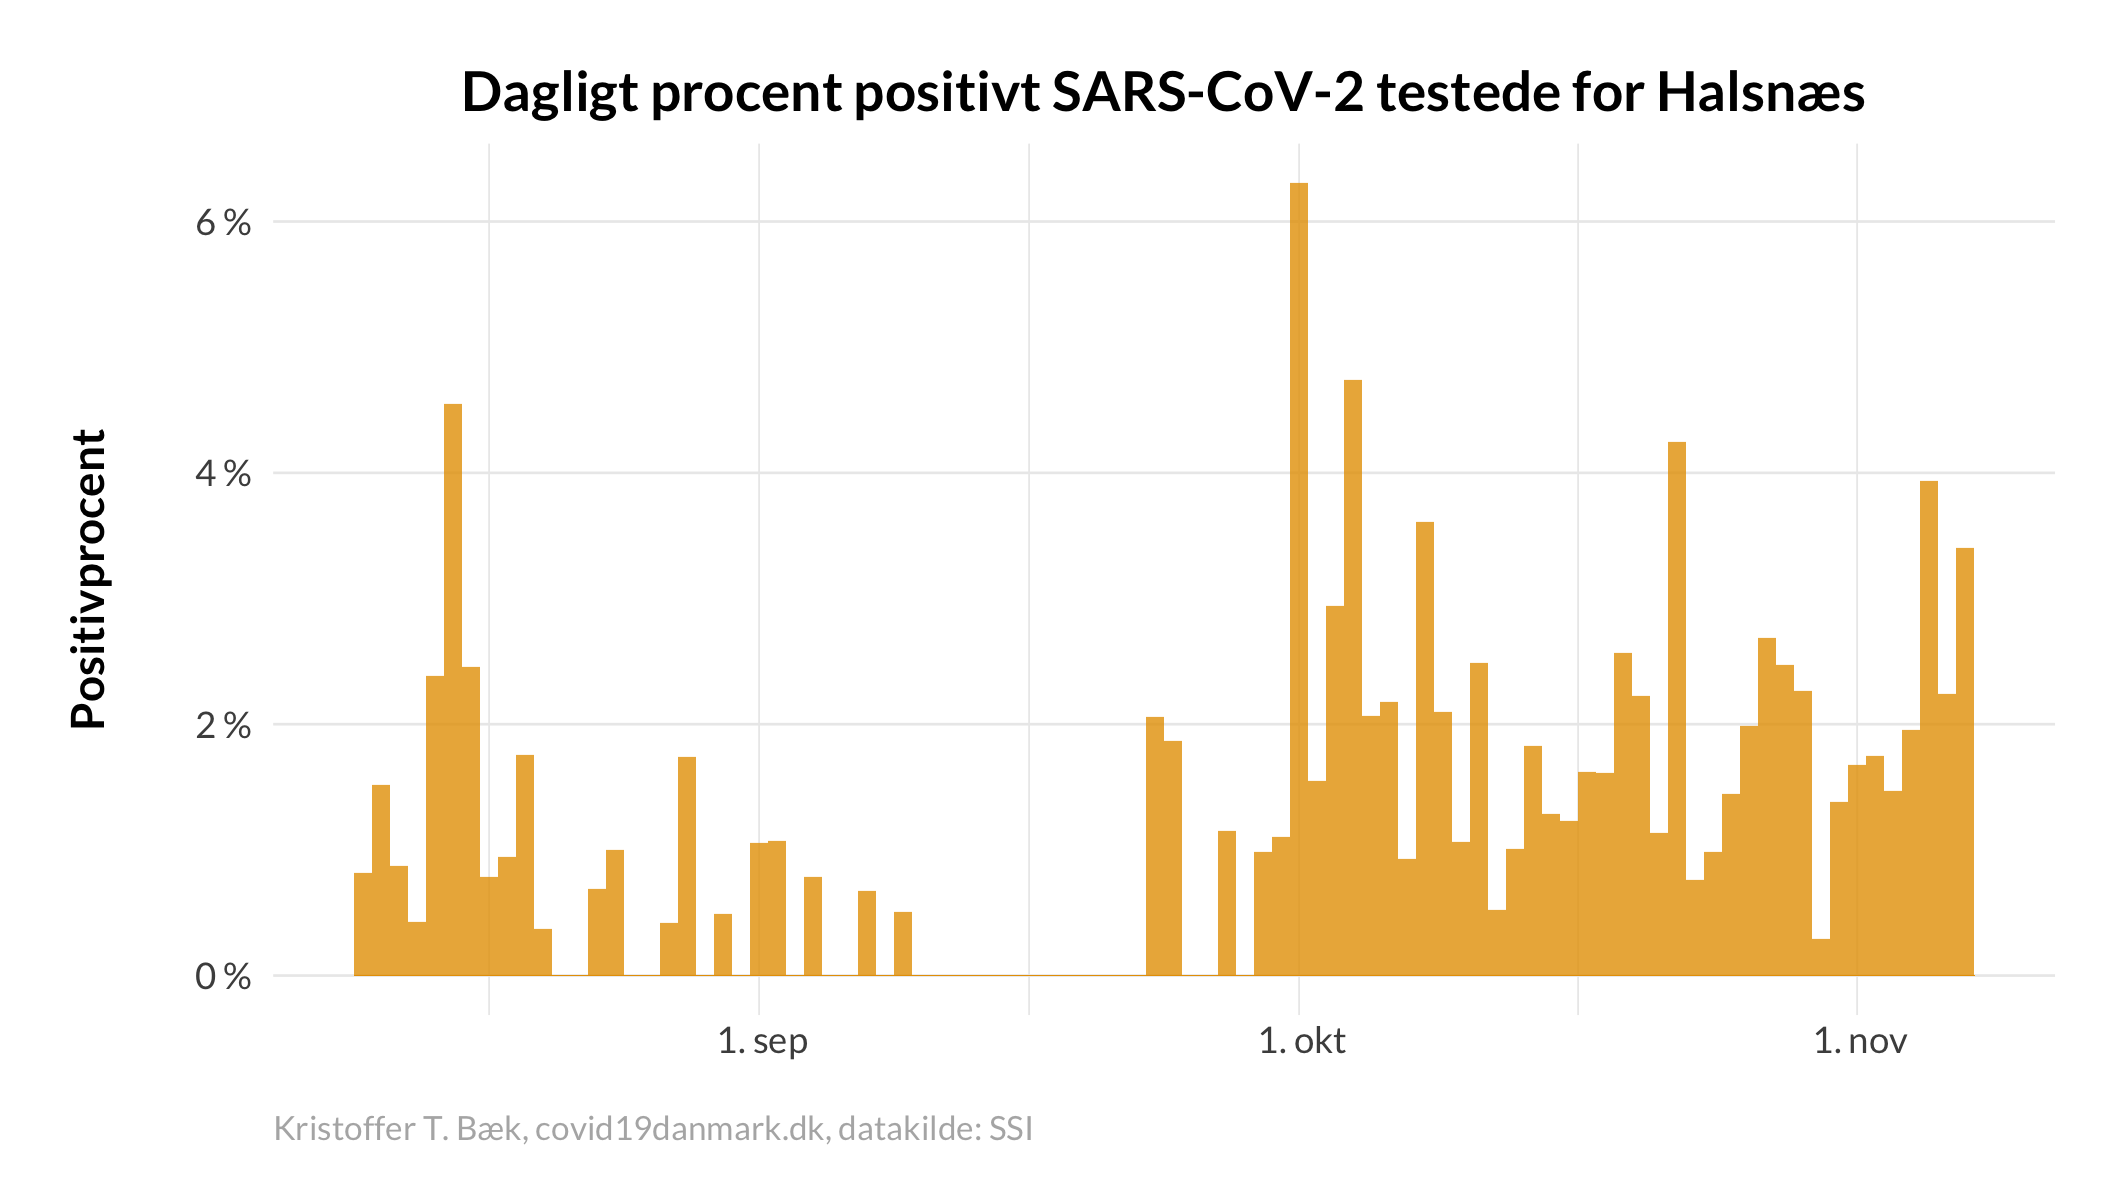 Dagligt procent positivt SARS-CoV-2 testede for Halsnæs
Positivprocent
6 %
4 %
2 %
0 %
1. sep
1. okt
1. nov
Kristoffer T. Bæk, covid19danmark.dk, datakilde: SSI